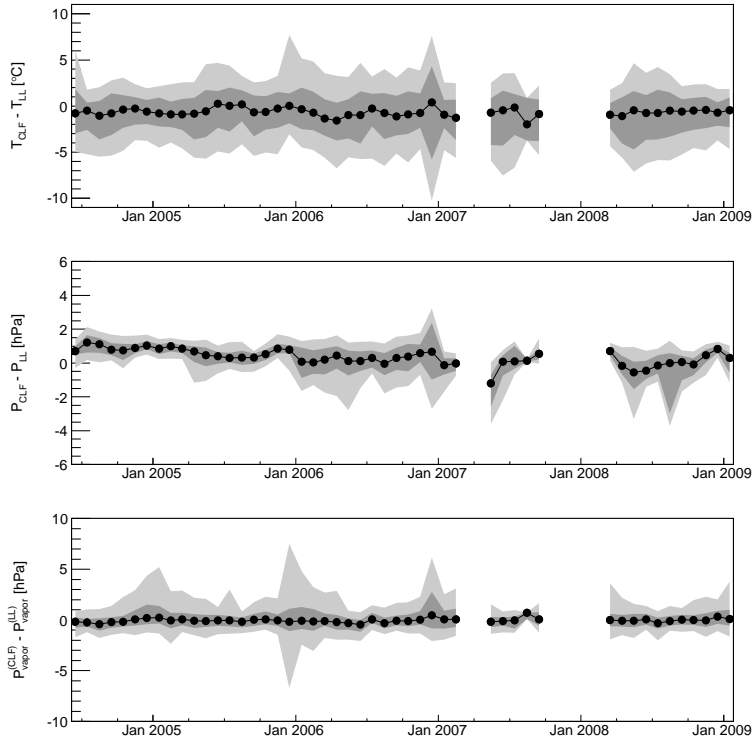 10
5
0
-5
-10
T_CLF - T_LL [°C]
Jan 2005 Jan 2006 Jan 2007 Jan 2008 Jan 2009
6
4
2
0
-2
-4
-6
P_CLF - P_LL [hPa]
Jan 2005 Jan 2006 Jan 2007 Jan 2008 Jan 2009
10
5
0
-5
-10
P_vapor^(CLF) - P_vapor^(LL) [hPa]
Jan 2005 Jan 2006 Jan 2007 Jan 2008 Jan 2009